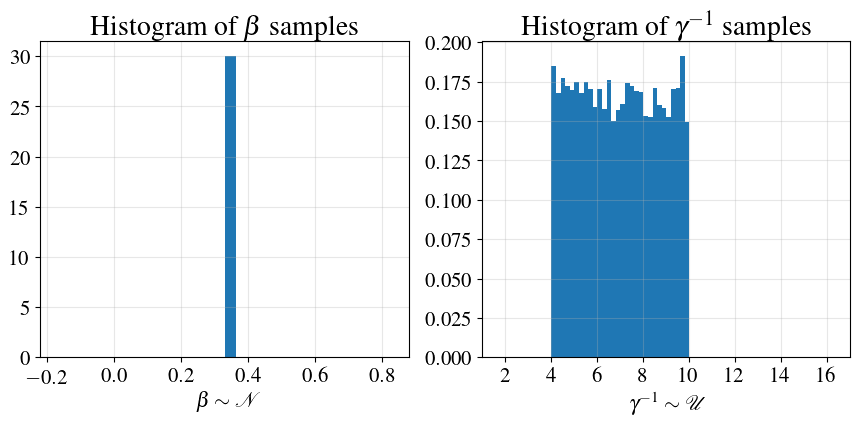 Histogram of β samples
30
25
20
15
10
5
0
−0.2 0.0 0.2 0.4 0.6 0.8
β ∼ 𝒩
Histogram of γ⁻¹ samples
0.200
0.175
0.150
0.125
0.100
0.075
0.050
0.025
0.000
2 4 6 8 10 12 14 16
γ⁻¹ ∼ 𝒰